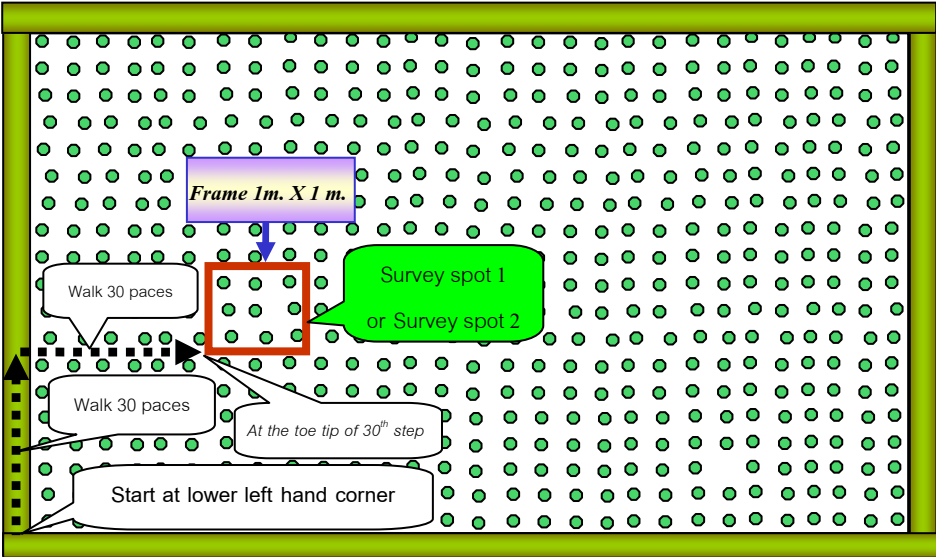 Frame 1m. X 1 m.
Survey spot 1
or Survey spot 2
Walk 30 paces
Walk 30 paces
At the toe tip of 30th step
Start at lower left hand corner